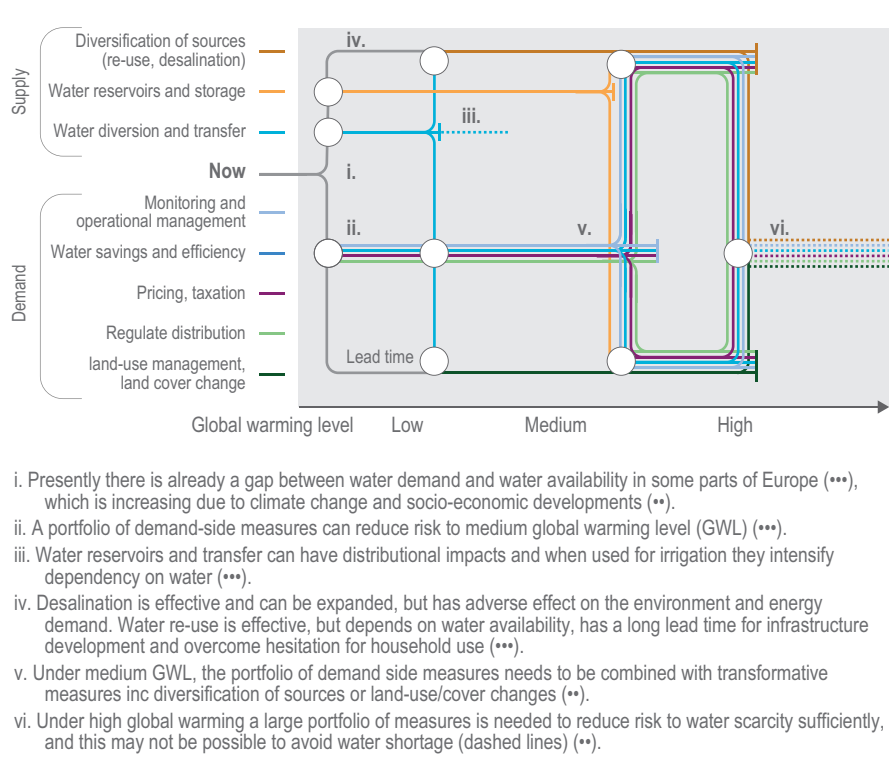 Supply
Diversification of sources
(re-use, desalination)
Water reservoirs and storage
Water diversion and transfer
Now
Demand
Monitoring and
operational management
Water savings and efficiency
Pricing, taxation
Regulate distribution
land-use management,
land cover change
iv.
iii.
i.
ii.
v.
vi.
Lead time
Global warming level Low Medium High
i. Presently there is already a gap between water demand and water availability in some parts of Europe (•••),
which is increasing due to climate change and socio-economic developments (••).
ii. A portfolio of demand-side measures can reduce risk to medium global warming level (GWL) (•••).
iii. Water reservoirs and transfer can have distributional impacts and when used for irrigation they intensify
dependency on water (•••).
iv. Desalination is effective and can be expanded, but has adverse effect on the environment and energy
demand. Water re-use is effective, but depends on water availability, has a long lead time for infrastructure
development and overcome hesitation for household use (•••).
v. Under medium GWL, the portfolio of demand side measures needs to be combined with transformative
measures inc diversification of sources or land-use/cover changes (••).
vi. Under high global warming a large portfolio of measures is needed to reduce risk to water scarcity sufficiently,
and this may not be possible to avoid water shortage (dashed lines) (••).